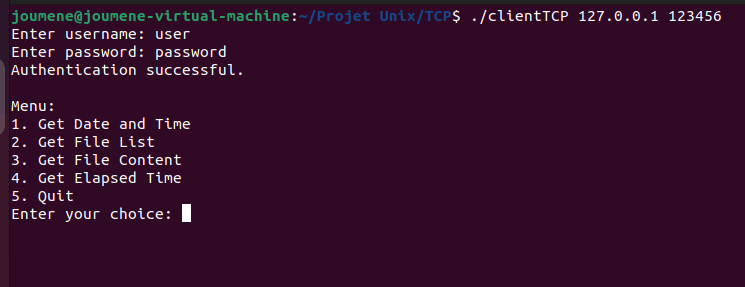 joumene@joumene-virtual-machine:~/Projet Unix/TCP$ ./clientTCP 127.0.0.1 123456
Enter username: user
Enter password: password
Authentication successful.
Menu:
1. Get Date and Time
2. Get File List
3. Get File Content
4. Get Elapsed Time
5. Quit
Enter your choice: